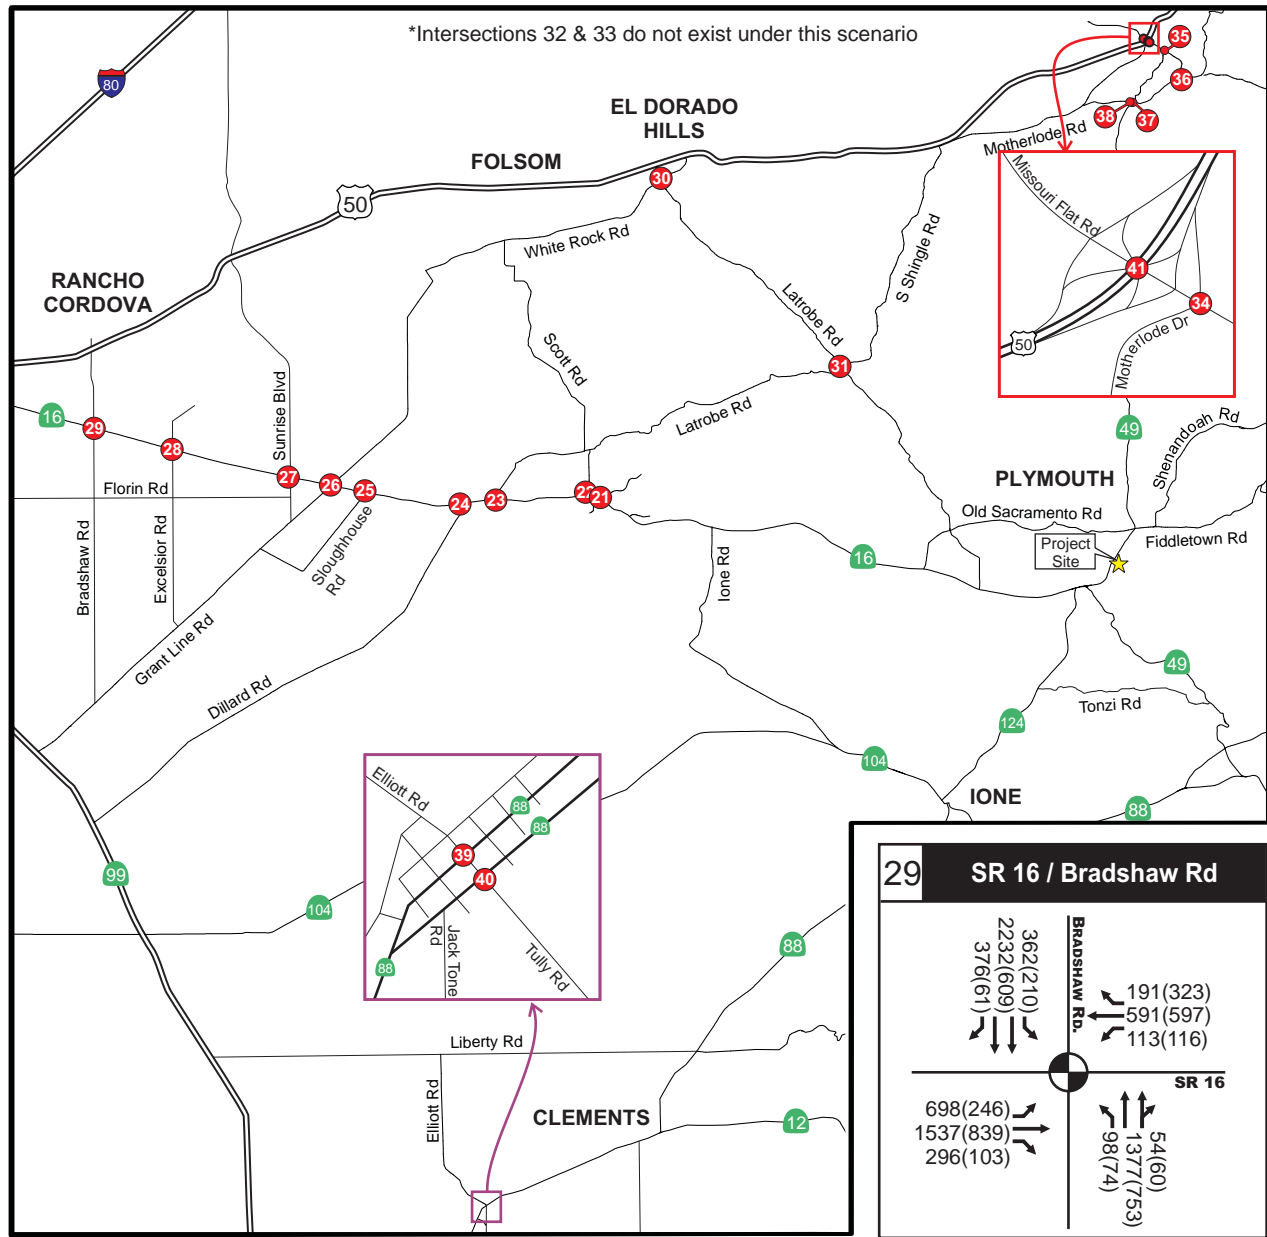 *Intersections 32 & 33 do not exist under this scenario
80
EL DORADO
HILLS
FOLSOM
50
RANCHO
CORDOVA
35
36
38
37
Motherlode Rd
30
White Rock Rd
Missouri Flat Rd
41
34
50
Motherlode Dr
S Shingle Rd
Latrobe Rd
31
Scott Rd
Latrobe Rd
Sunrise Blvd
16
29
28
27
26
25
24
23
22
21
Florin Rd
Bradshaw Rd
Excelsior Rd
Sloughhouse
Rd
Grant Line Rd
Dillard Rd
49
Shenandoah Rd
PLYMOUTH
Old Sacramento Rd
Fiddletown Rd
Project
Site
16
Ione Rd
49
Tonzi Rd
124
104
IONE
88
99
104
Elliott Rd
88
88
39
40
88
Jack Tone
Rd
Tully Rd
88
Liberty Rd
Elliott Rd
CLEMENTS
12
29
SR 16 / Bradshaw Rd
376(61)
2232(609)
362(210)
BRADSHAW RD.
191(323)
591(597)
113(116)
SR 16
698(246)
1537(839)
296(103)
98(74)
1377(753)
54(60)